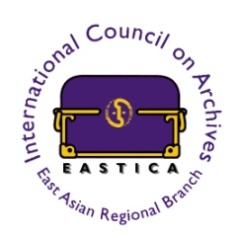 International Council on Archives
EASTICA
East Asian Regional Branch